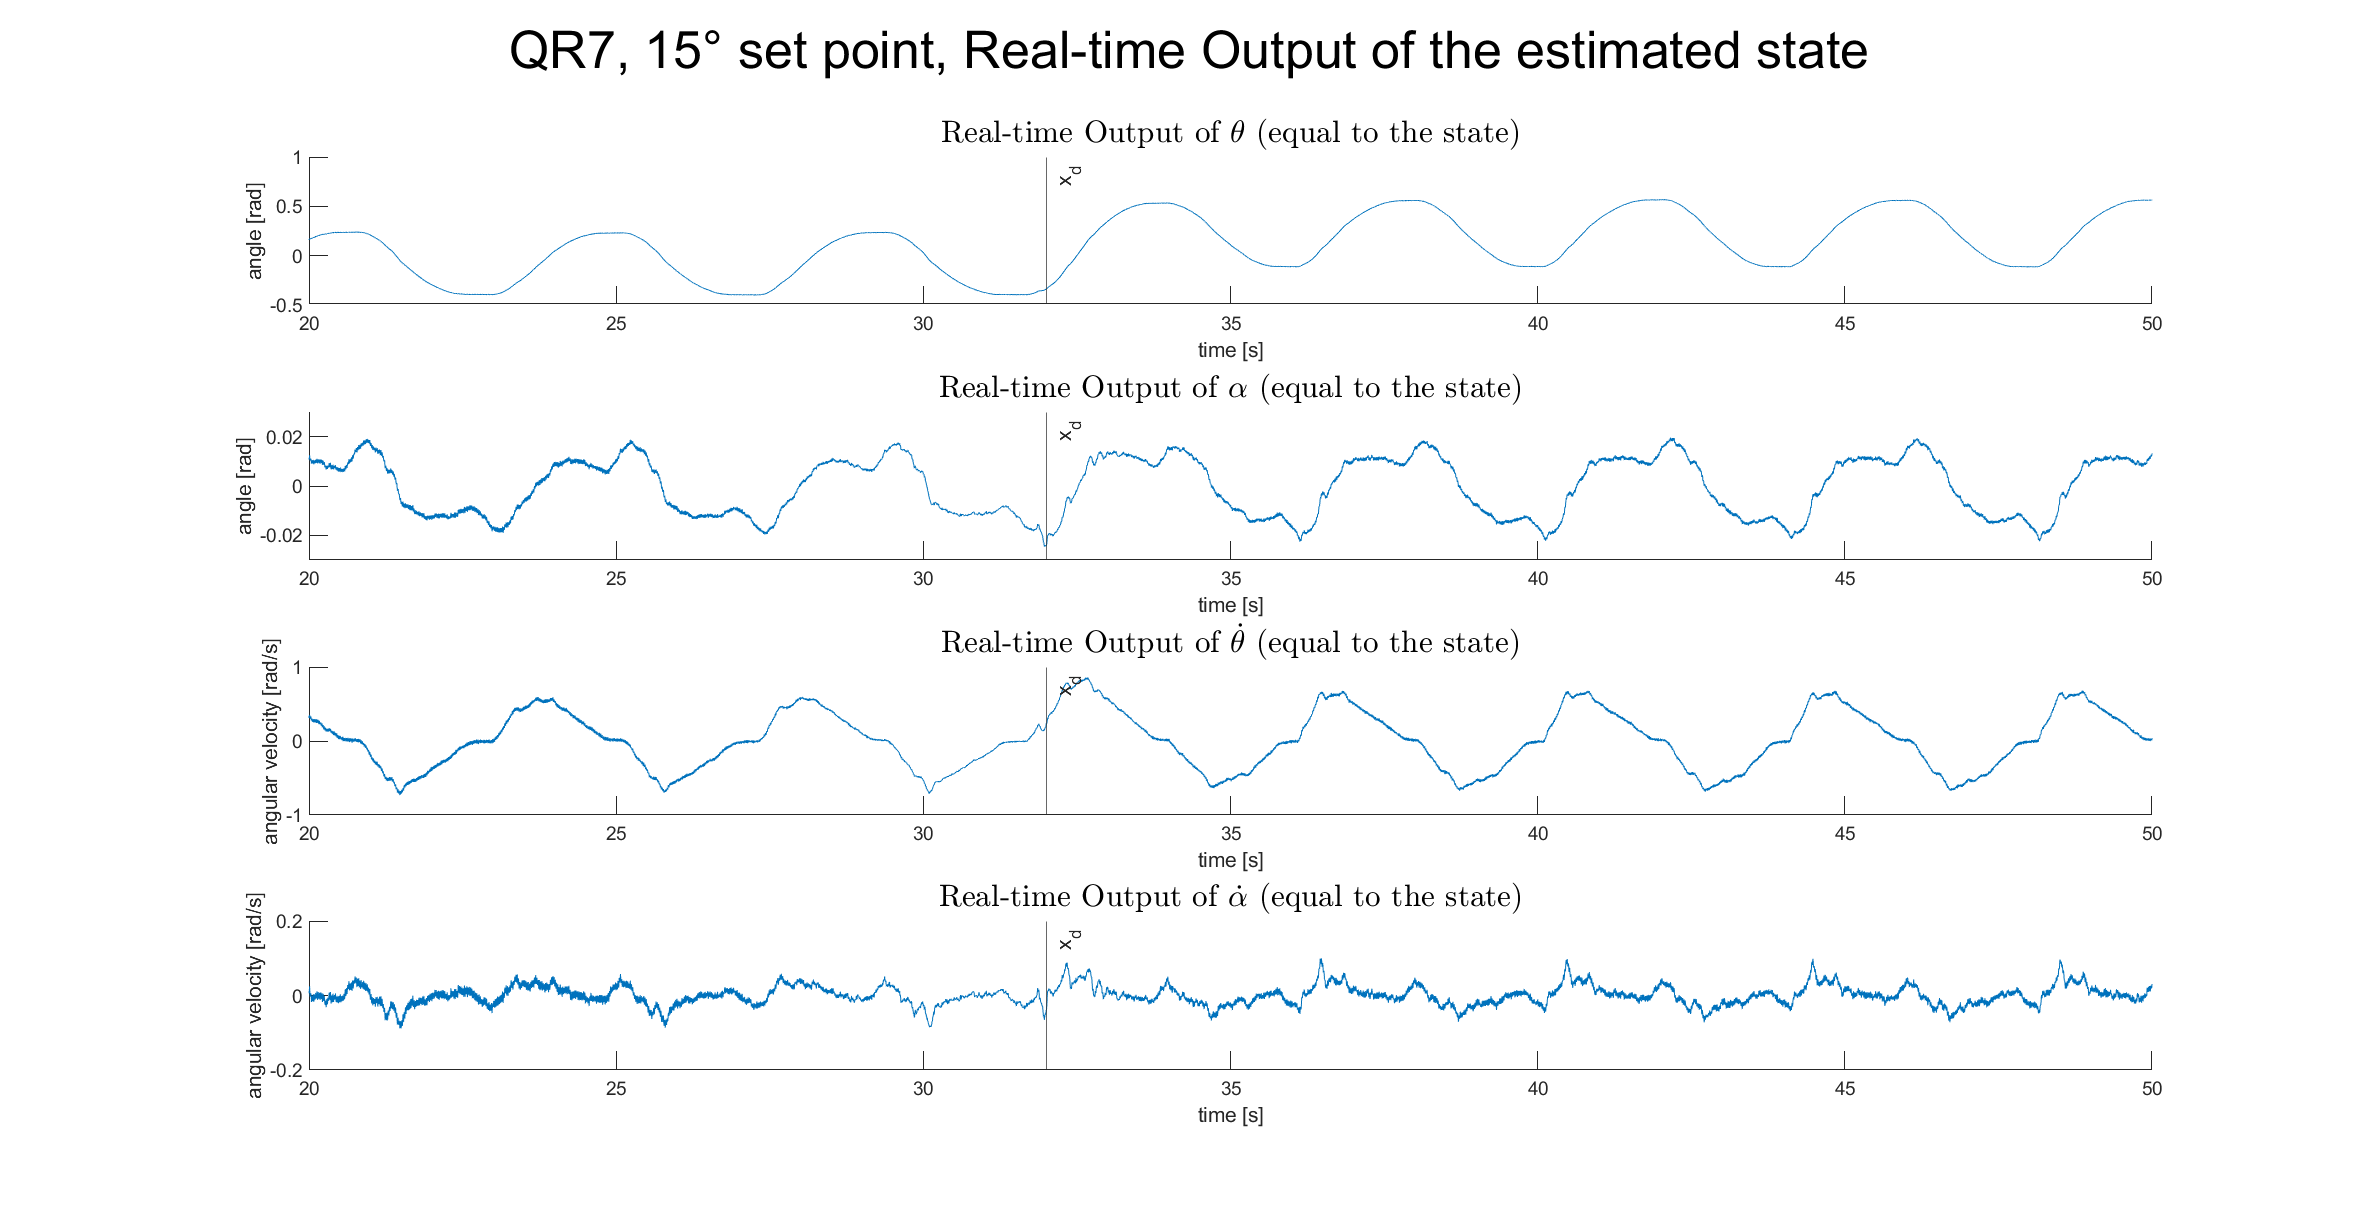 QR7, 15° set point, Real-time Output of the estimated state
Real-time Output of θ (equal to the state)
angle [rad]
1
0.5
0
-0.5
x_d
20 25 30 35 40 45 50
time [s]
Real-time Output of α (equal to the state)
angle [rad]
0.02
0
-0.02
x_d
20 25 30 35 40 45 50
time [s]
Real-time Output of θ̇ (equal to the state)
angular velocity [rad/s]
1
0
-1
x_d
20 25 30 35 40 45 50
time [s]
Real-time Output of α̇ (equal to the state)
angular velocity [rad/s]
0.2
0
-0.2
x_d
20 25 30 35 40 45 50
time [s]